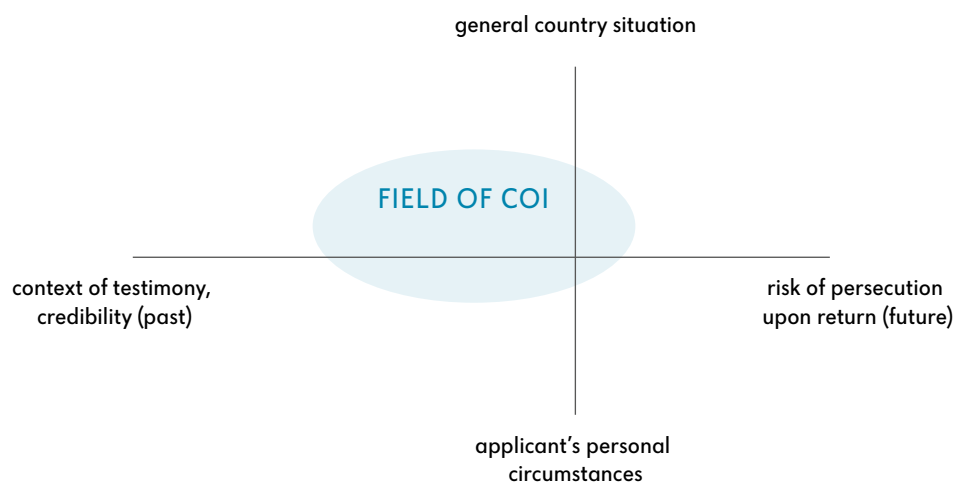 general country situation
FIELD OF COI
context of testimony,
credibility (past)
risk of persecution
upon return (future)
applicant’s personal
circumstances